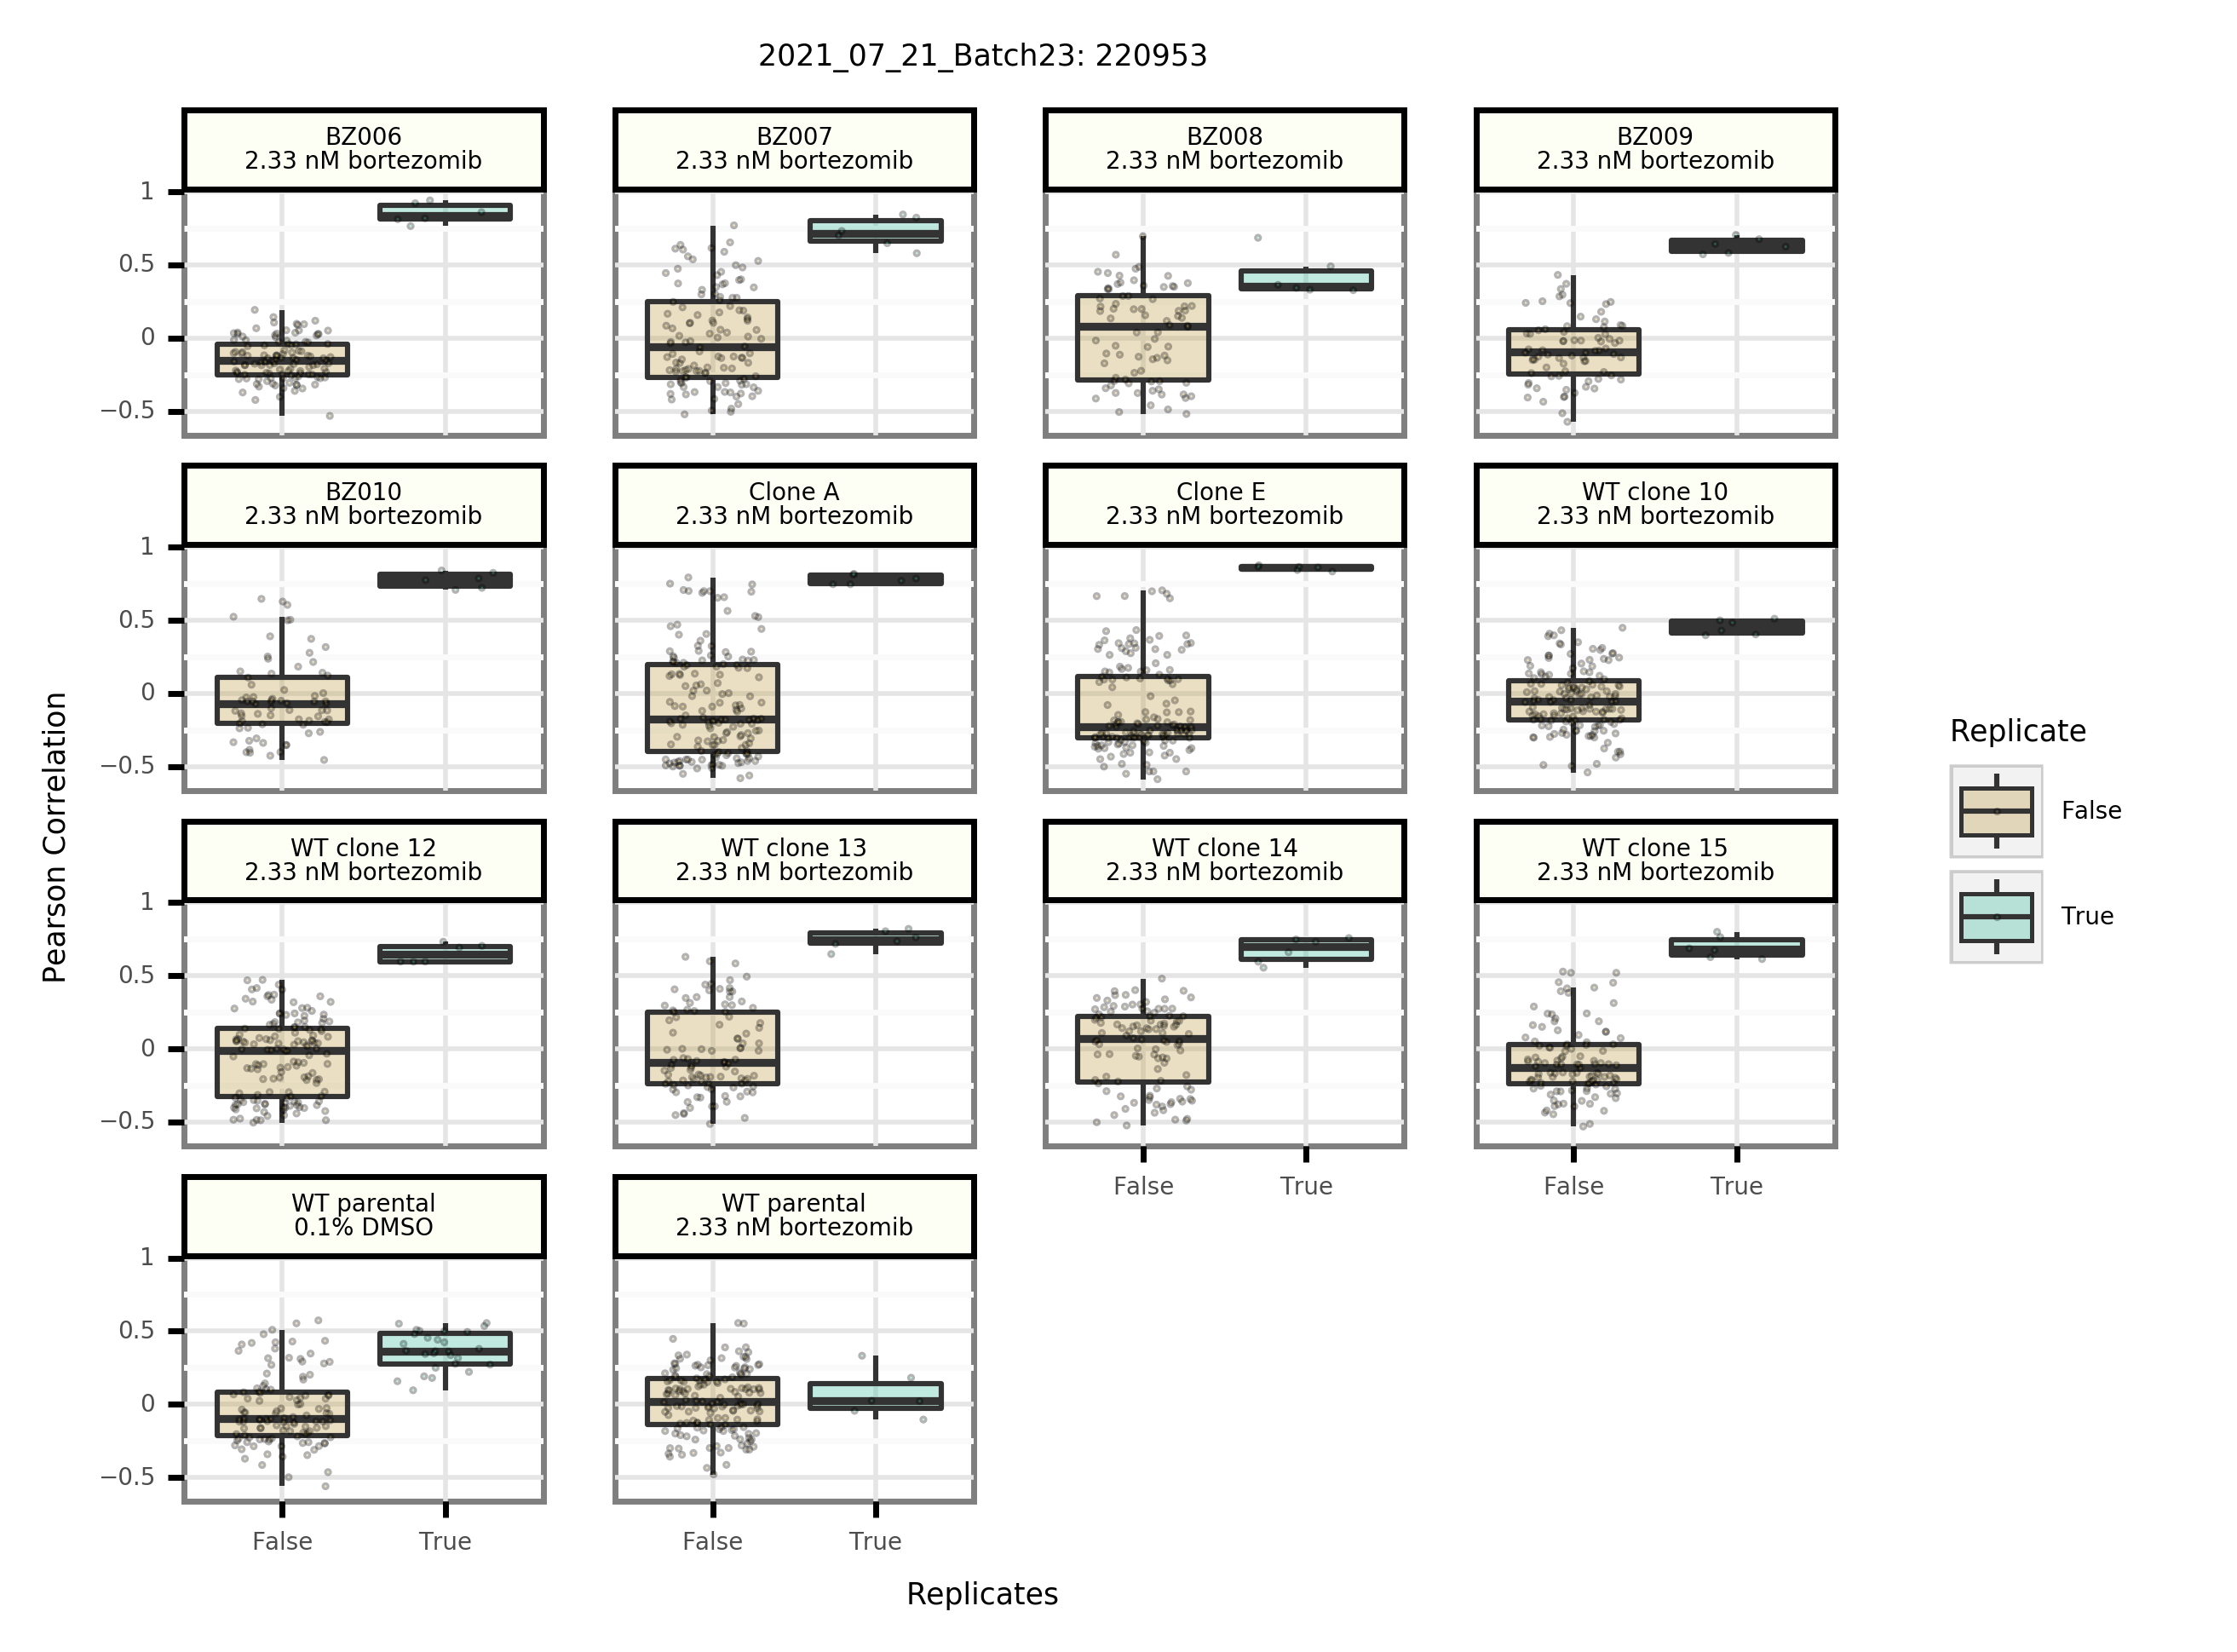 2021_07_21_Batch23: 220953
BZ006
2.33 nM bortezomib
BZ007
2.33 nM bortezomib
BZ008
2.33 nM bortezomib
BZ009
2.33 nM bortezomib
1
0.5
0
−0.5
BZ010
2.33 nM bortezomib
Clone A
2.33 nM bortezomib
Clone E
2.33 nM bortezomib
WT clone 10
2.33 nM bortezomib
1
0.5
0
−0.5
WT clone 12
2.33 nM bortezomib
WT clone 13
2.33 nM bortezomib
WT clone 14
2.33 nM bortezomib
WT clone 15
2.33 nM bortezomib
1
0.5
0
−0.5
False
True
False
True
WT parental
0.1% DMSO
WT parental
2.33 nM bortezomib
1
0.5
0
−0.5
False
True
False
True
Pearson Correlation
Replicates
Replicate
False
True